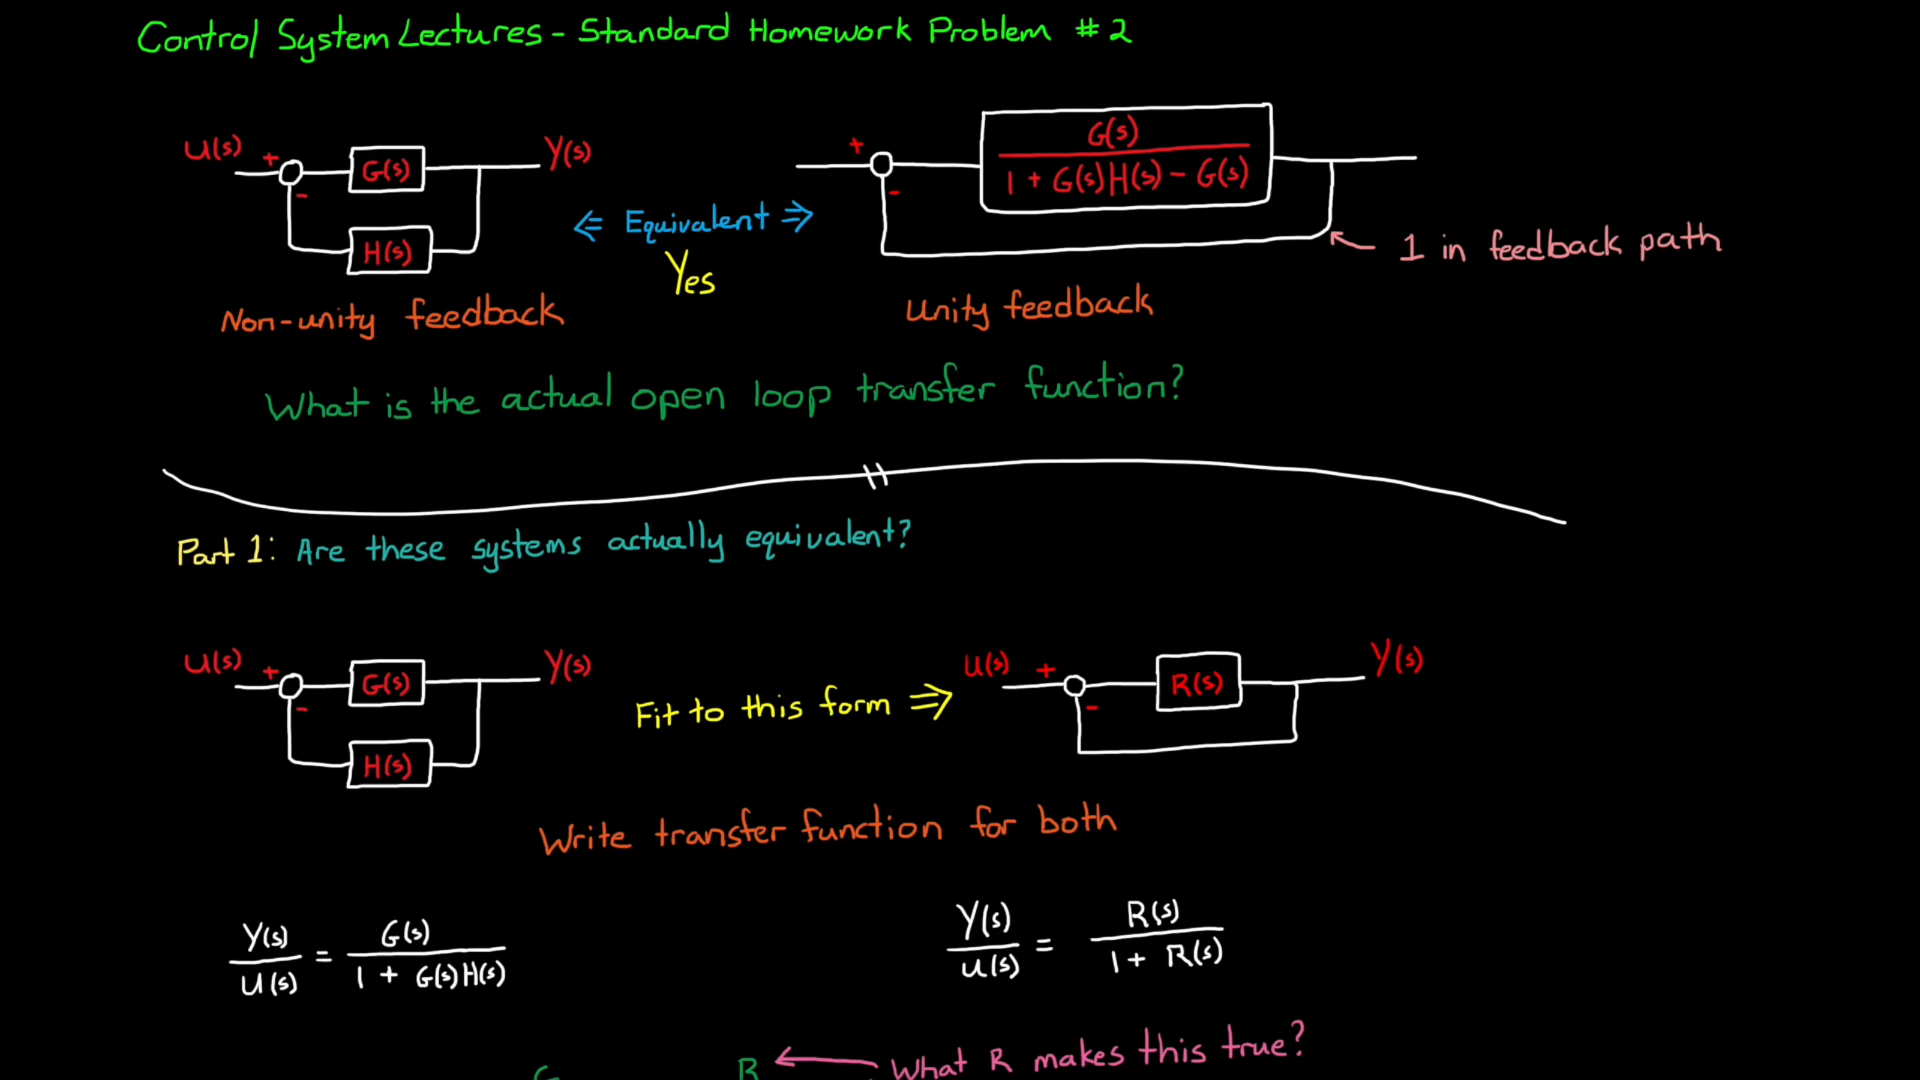 Control System Lectures - Standard Homework Problem #2
U(s) + G(s) Y(s)
-
H(s)
<= Equivalent =>
Yes
+ G(s)
1 + G(s)H(s) - G(s)
-
1 in feedback path
Non-unity feedback
Unity feedback
What is the actual open loop transfer function?
Part 1: Are these systems actually equivalent?
U(s) + G(s) Y(s)
-
H(s)
Fit to this form =>
U(s) + R(s) Y(s)
-
Write transfer function for both
Y(s)/U(s) = G(s)/(1 + G(s)H(s))
Y(s)/U(s) = R(s)/(1 + R(s))
R What R makes this true?